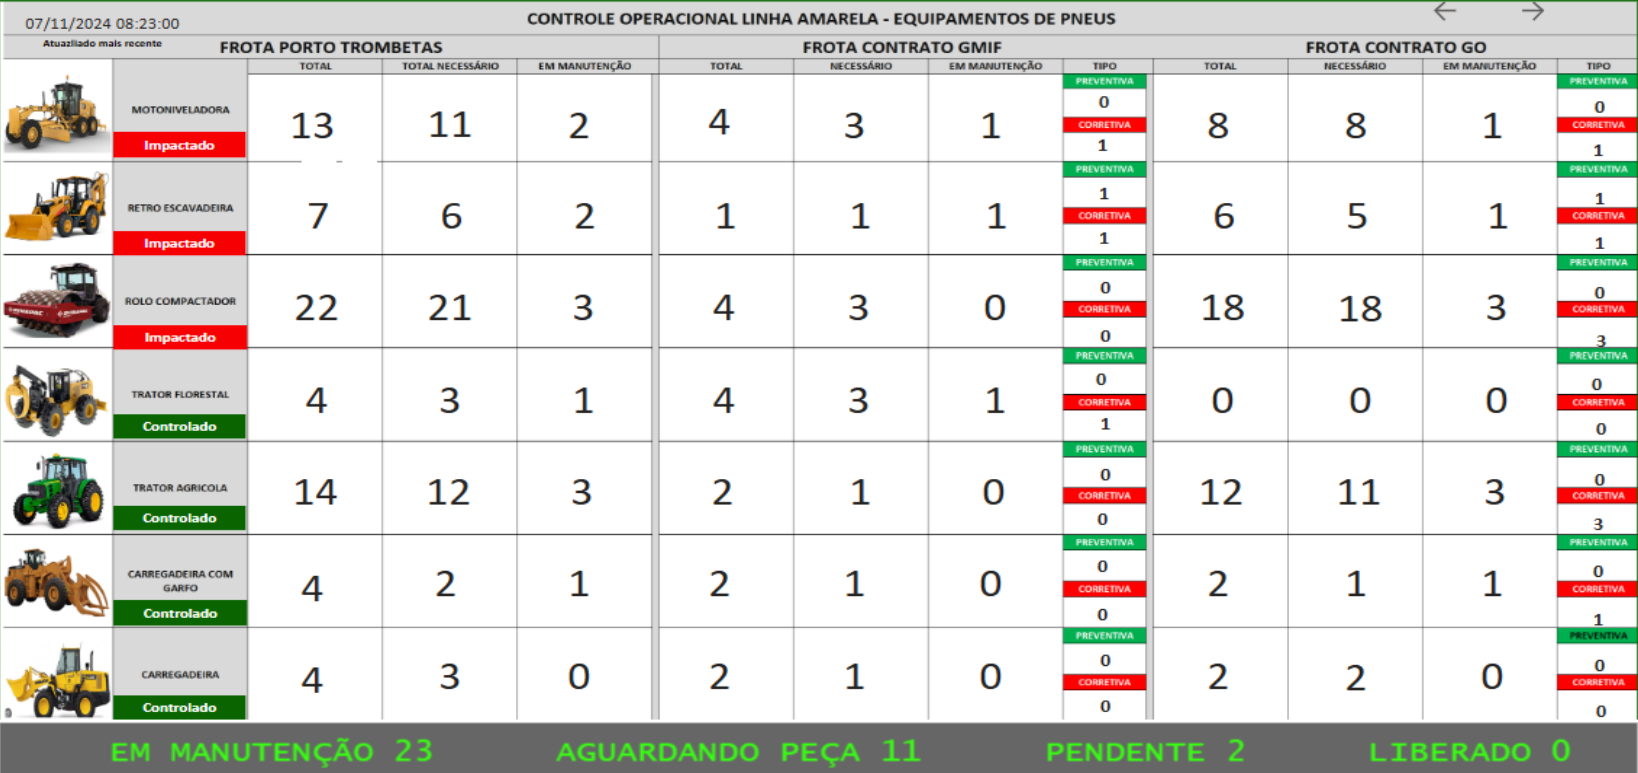 07/11/2024 08:23:00
CONTROLE OPERACIONAL LINHA AMARELA - EQUIPAMENTOS DE PNEUS
Atuazliado mais recente
FROTA PORTO TROMBETAS FROTA CONTRATO GMIF FROTA CONTRATO GO
TOTAL TOTAL NECESSÁRIO EM MANUTENÇÃO TOTAL NECESSÁRIO EM MANUTENÇÃO TIPO TOTAL NECESSÁRIO EM MANUTENÇÃO TIPO
PREVENTIVA PREVENTIVA
0 0
MOTONIVELADORA 13 11 2 4 3 1 CORRETIVA 8 8 1 CORRETIVA
Impactado 1 1
PREVENTIVA PREVENTIVA
1 1
RETRO ESCAVADEIRA 7 6 2 1 1 1 CORRETIVA 6 5 1 CORRETIVA
Impactado 1 1
PREVENTIVA PREVENTIVA
0 0
ROLO COMPACTADOR 22 21 3 4 3 0 CORRETIVA 18 18 3 CORRETIVA
Impactado 0 3
PREVENTIVA PREVENTIVA
0 0
TRATOR FLORESTAL 4 3 1 4 3 1 CORRETIVA 0 0 0 CORRETIVA
Controlado 1 0
PREVENTIVA PREVENTIVA
0 0
TRATOR AGRICOLA 14 12 3 2 1 0 CORRETIVA 12 11 3 CORRETIVA
Controlado 0 3
PREVENTIVA PREVENTIVA
0 0
CARREGADEIRA COM
GARFO 4 2 1 2 1 0 CORRETIVA 2 1 1 CORRETIVA
Controlado 0 1
PREVENTIVA PREVENTIVA
0 0
CARREGADEIRA 4 3 0 2 1 0 CORRETIVA 2 2 0 CORRETIVA
Controlado 0 0
EM MANUTENÇÃO 23 AGUARDANDO PEÇA 11 PENDENTE 2 LIBERADO 0